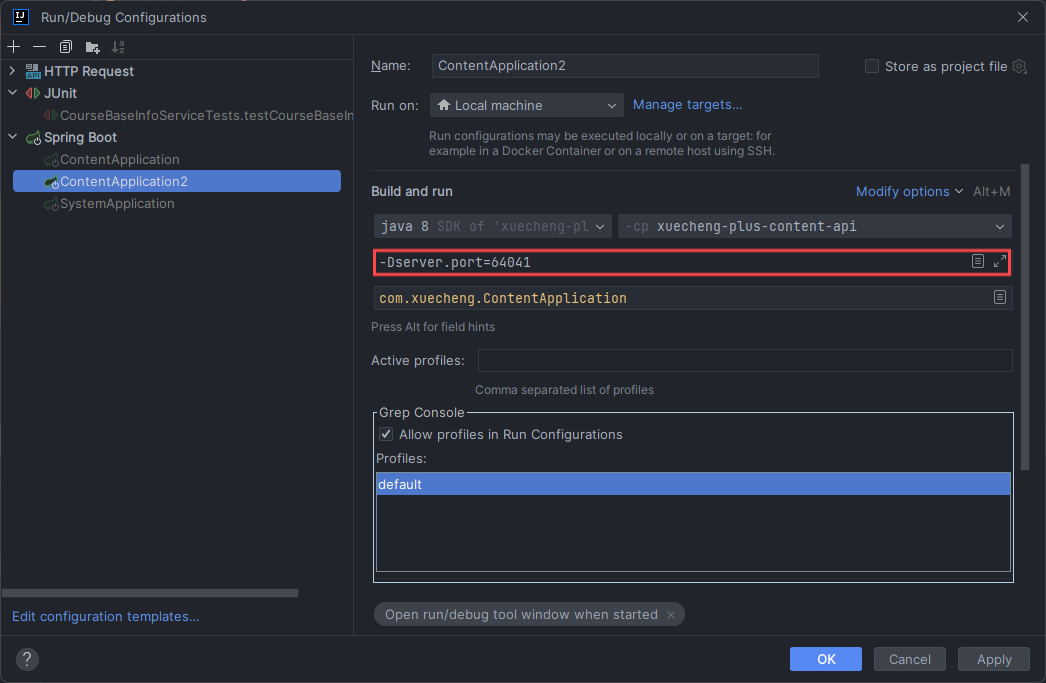 Run/Debug Configurations
HTTP Request
JUnit
CourseBaseInfoServiceTests.testCourseBaseIn
Spring Boot
ContentApplication
ContentApplication2
SystemApplication
Edit configuration templates...
Name: ContentApplication2
Store as project file
Run on: Local machine Manage targets...
Run configurations may be executed locally or on a target: for
example in a Docker Container or on a remote host using SSH.
Build and run
Modify options Alt+M
java 8 SDK of 'xuecheng-pl
-cp xuecheng-plus-content-api
-Dserver.port=64041
com.xuecheng.ContentApplication
Press Alt for field hints
Active profiles:
Comma separated list of profiles
Grep Console
Allow profiles in Run Configurations
Profiles:
default
Open run/debug tool window when started ×
? OK Cancel Apply